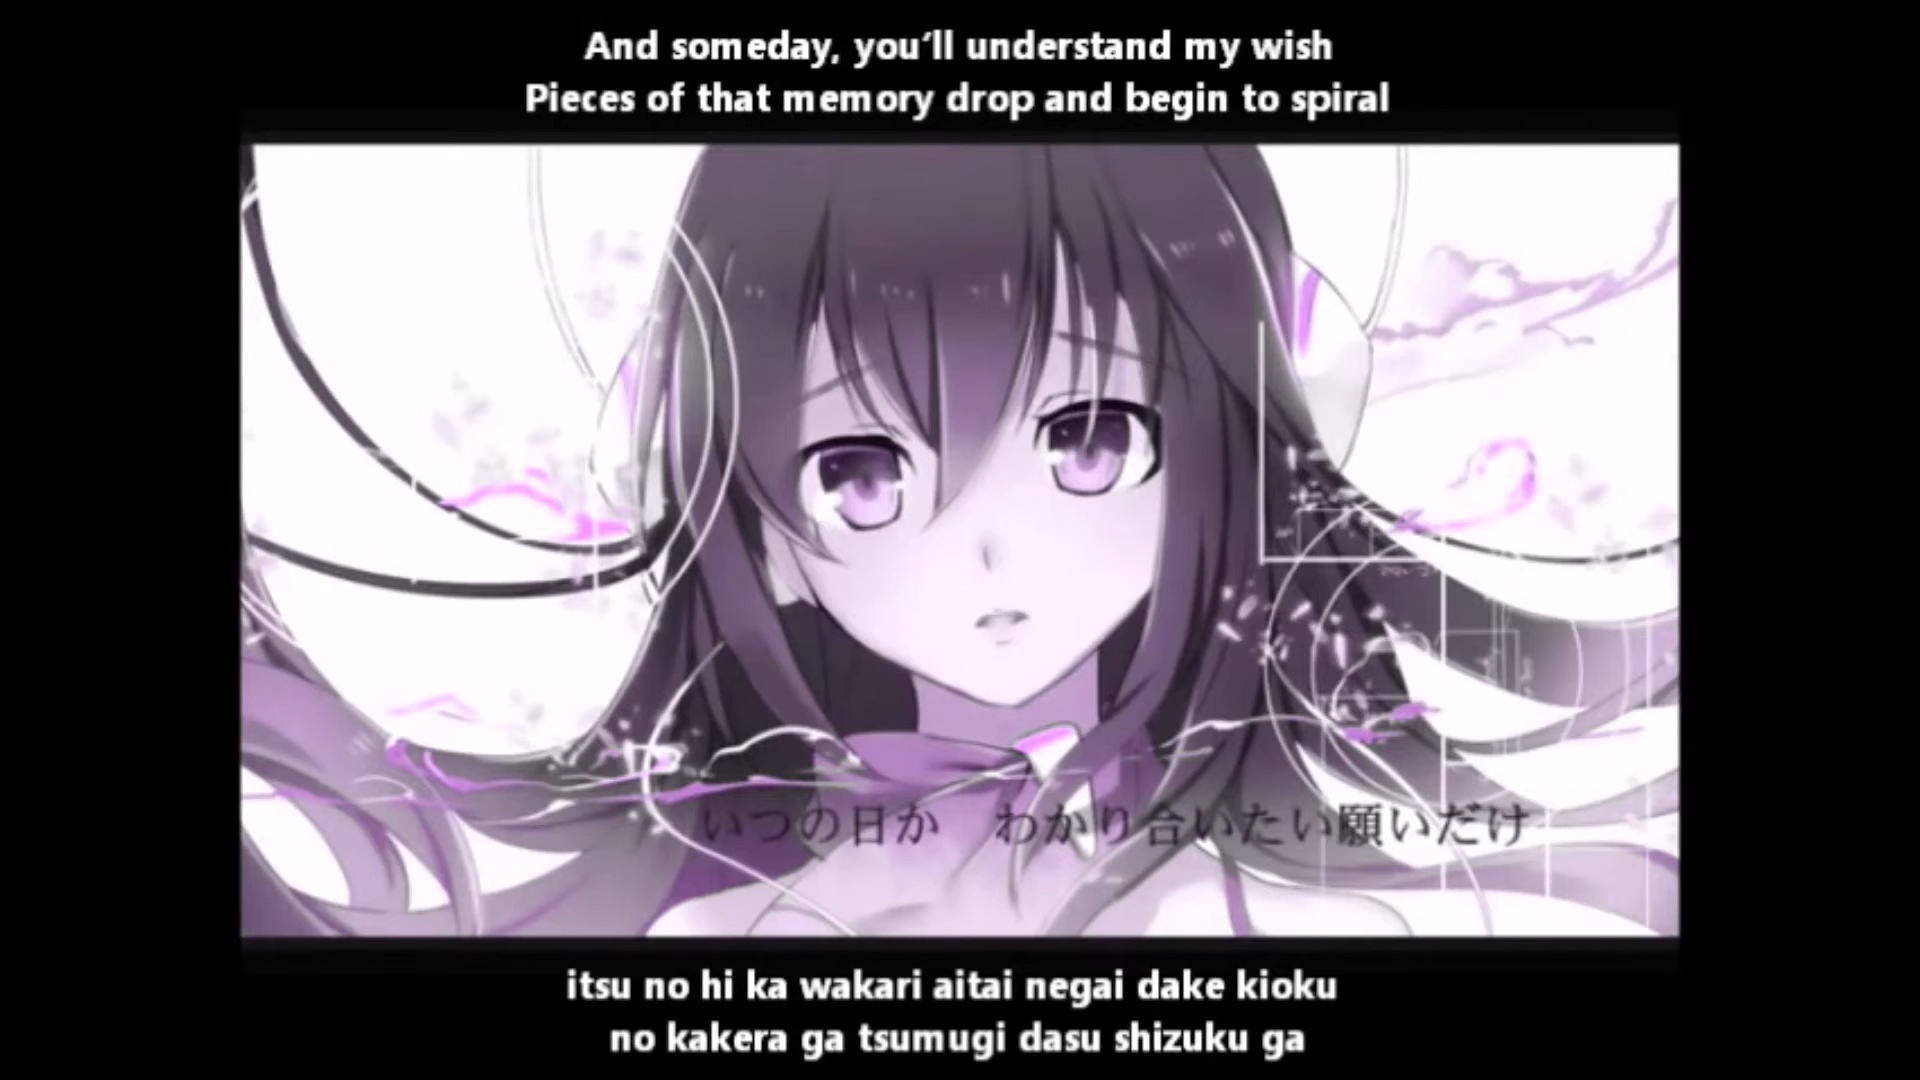 And someday, you'll understand my wish
Pieces of that memory drop and begin to spiral
いつの日か　わかり合いたい願いだけ
itsu no hi ka wakari aitai negai dake kioku
no kakera ga tsumugi dasu shizuku ga